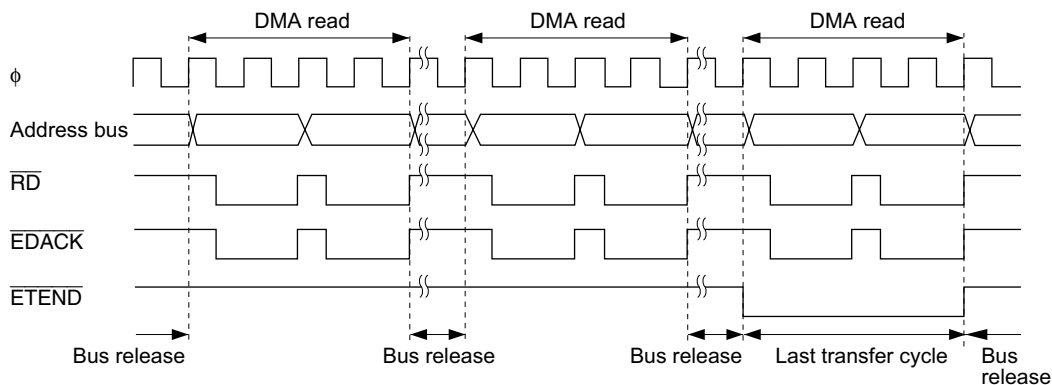 DMA read DMA read DMA read
ϕ
Address bus
RD
EDACK
ETEND
Bus release Bus release Bus release Last transfer cycle Bus
release